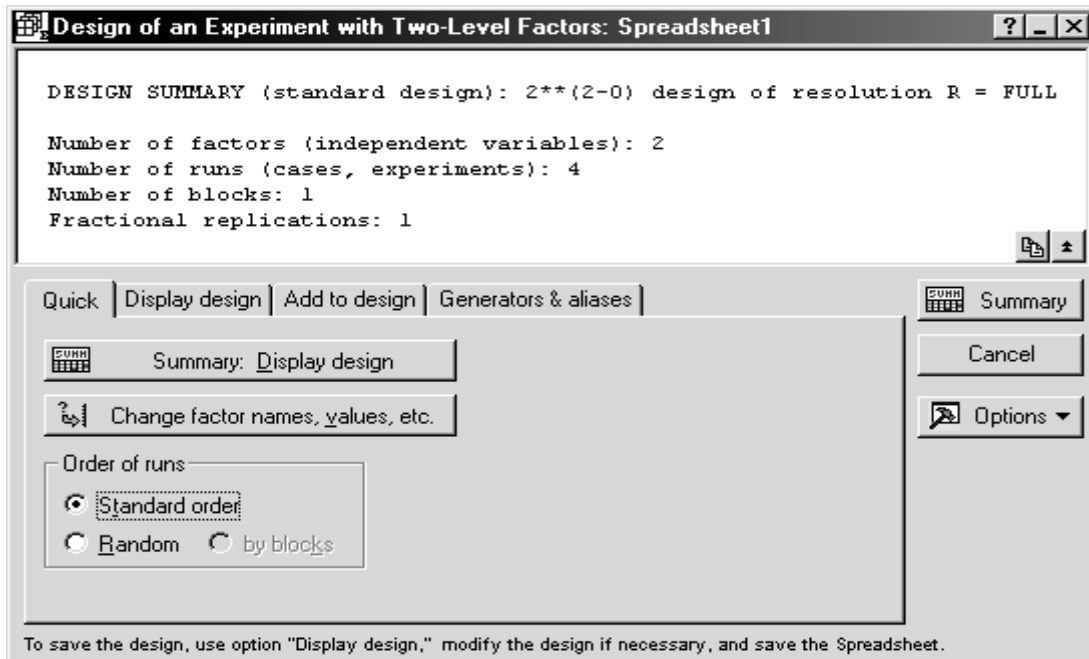 Design of an Experiment with Two-Level Factors: Spreadsheet1
DESIGN SUMMARY (standard design): 2**(2-0) design of resolution R = FULL
Number of factors (independent variables): 2
Number of runs (cases, experiments): 4
Number of blocks: 1
Fractional replications: 1
Quick
Display design
Add to design
Generators & aliases
Summary: Display design
Change factor names, values, etc.
Order of runs
Standard order
Random
by blocks
SUMM Summary
Cancel
Options
To save the design, use option "Display design," modify the design if necessary, and save the Spreadsheet.